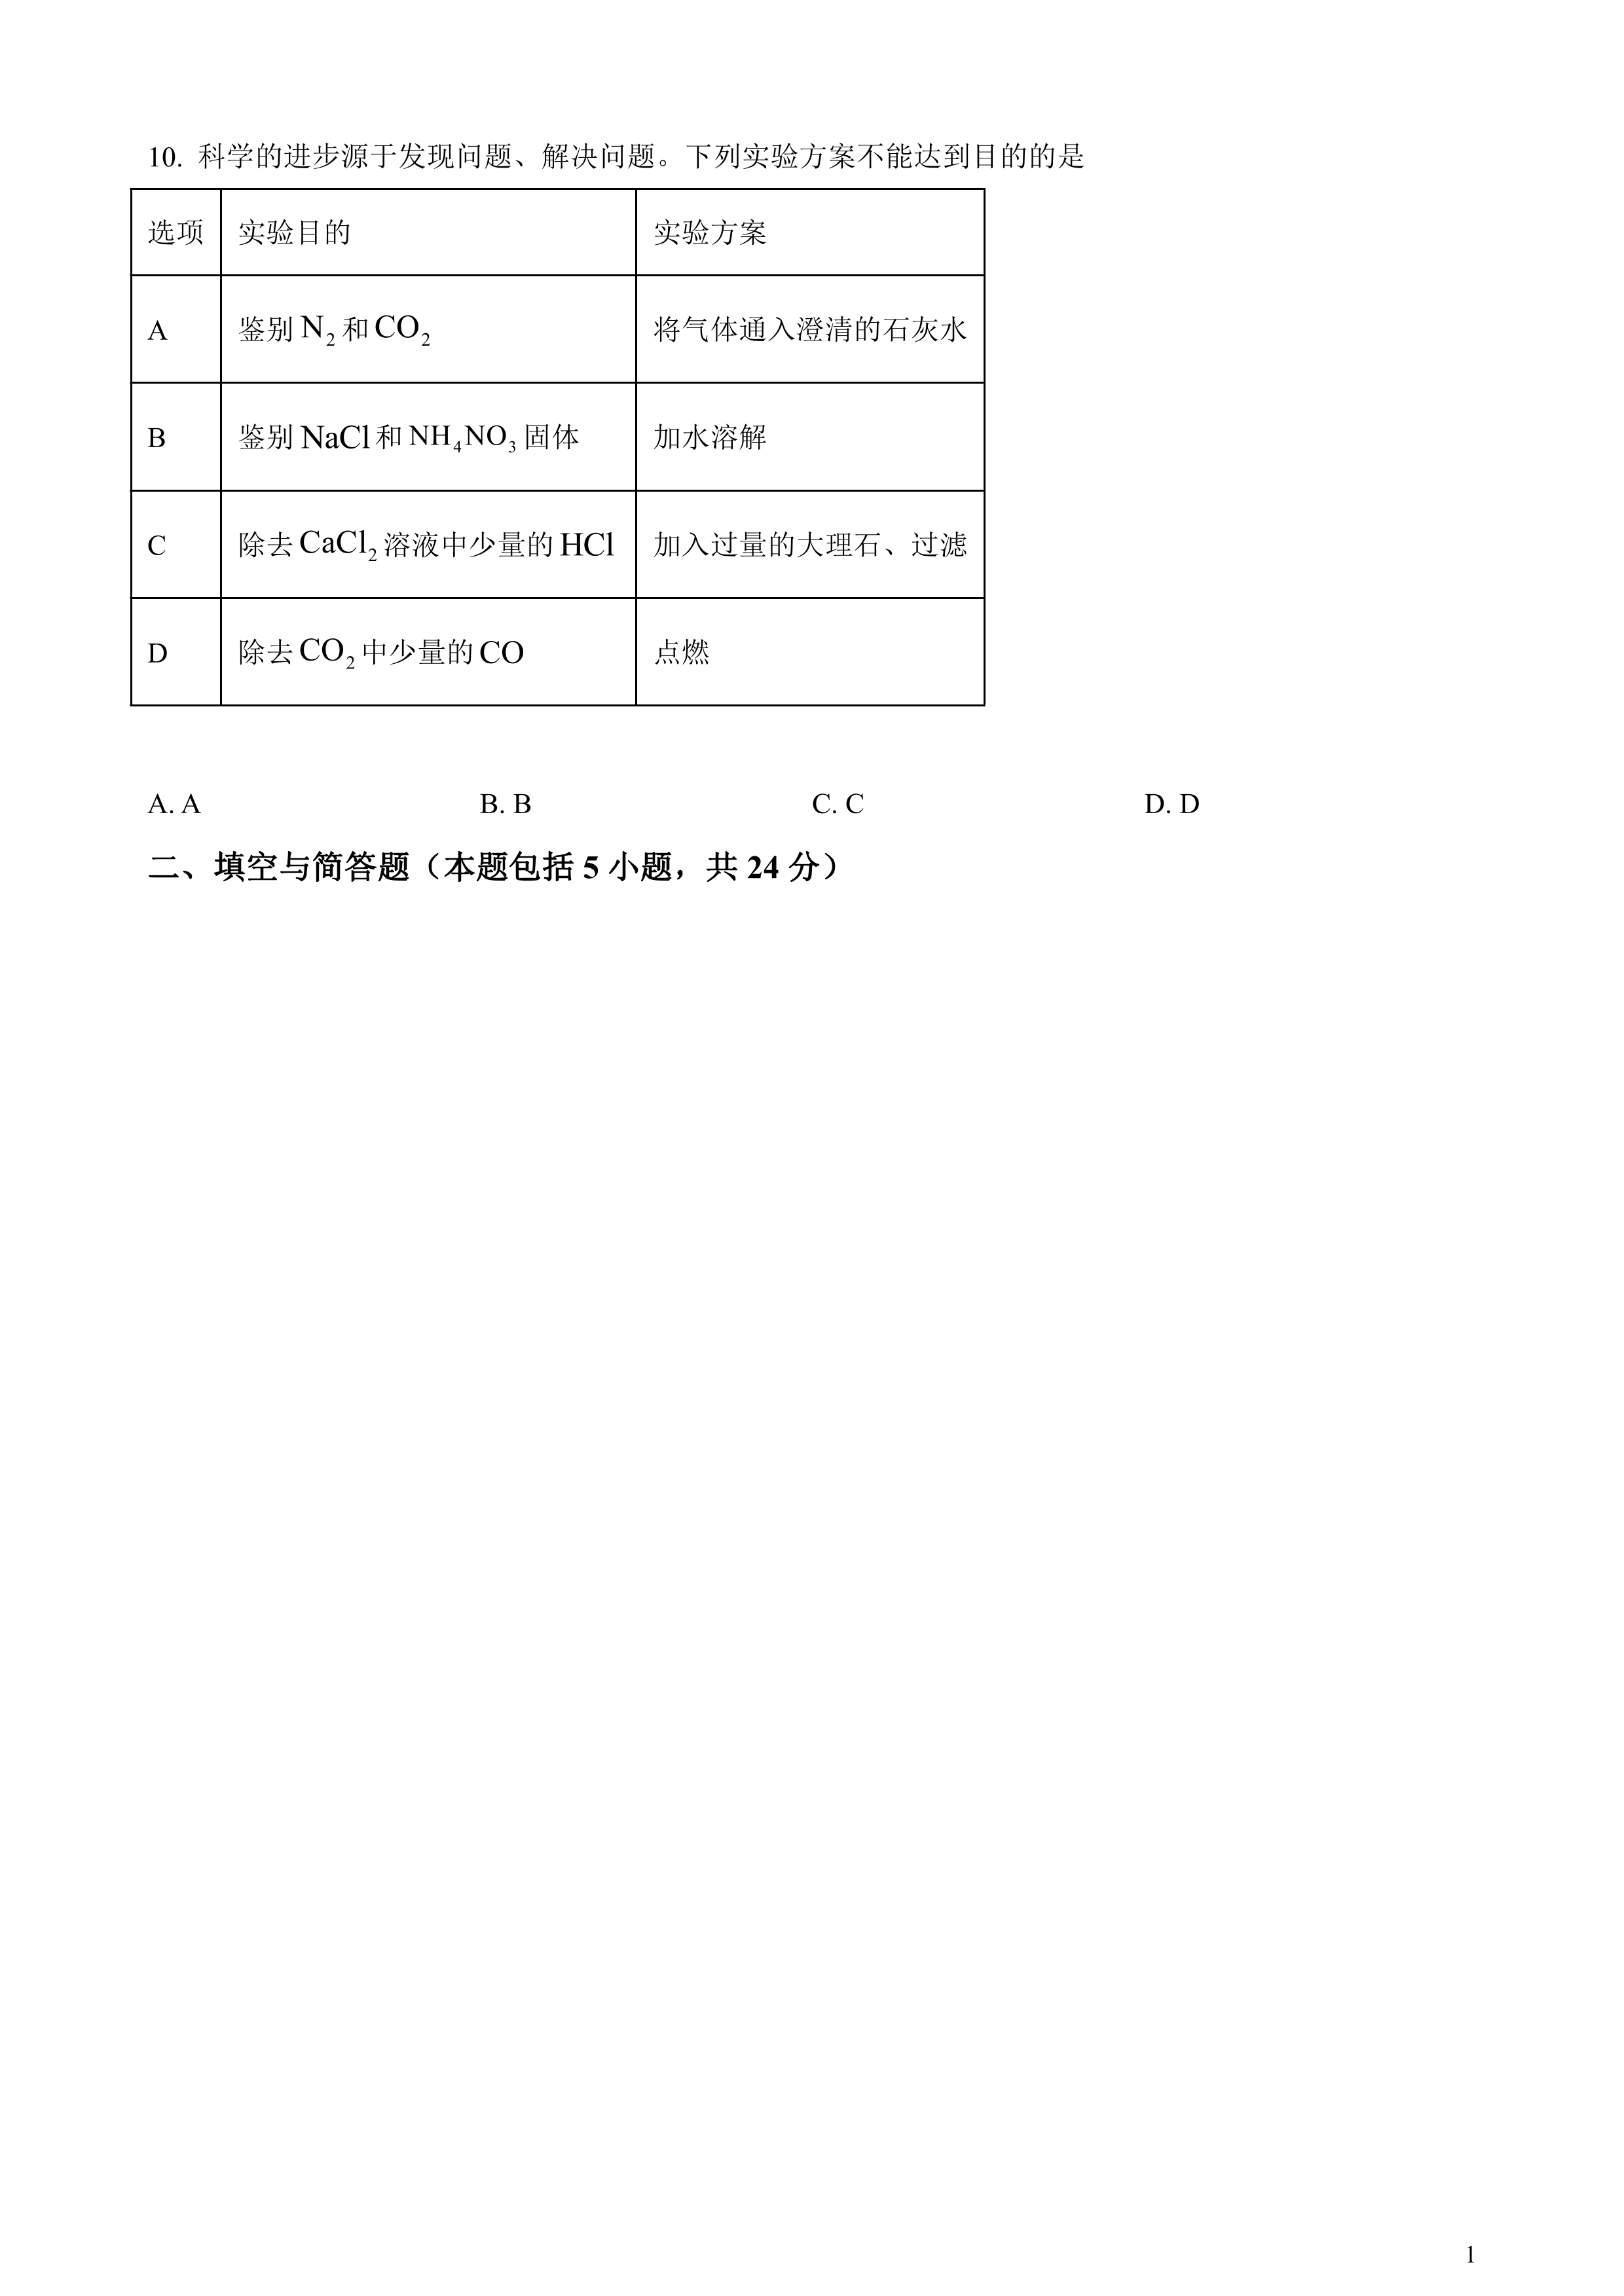 10. 科学的进步源于发现问题、解决问题。下列实验方案不能达到目的的是
选项 实验目的 实验方案
A 鉴别 N₂ 和 CO₂ 将气体通入澄清的石灰水
B 鉴别 NaCl 和 NH₄NO₃ 固体 加水溶解
C 除去 CaCl₂ 溶液中少量的 HCl 加入过量的大理石、过滤
D 除去 CO₂ 中少量的 CO 点燃
A. A B. B C. C D. D
二、填空与简答题（本题包括 5 小题，共 24 分）
1